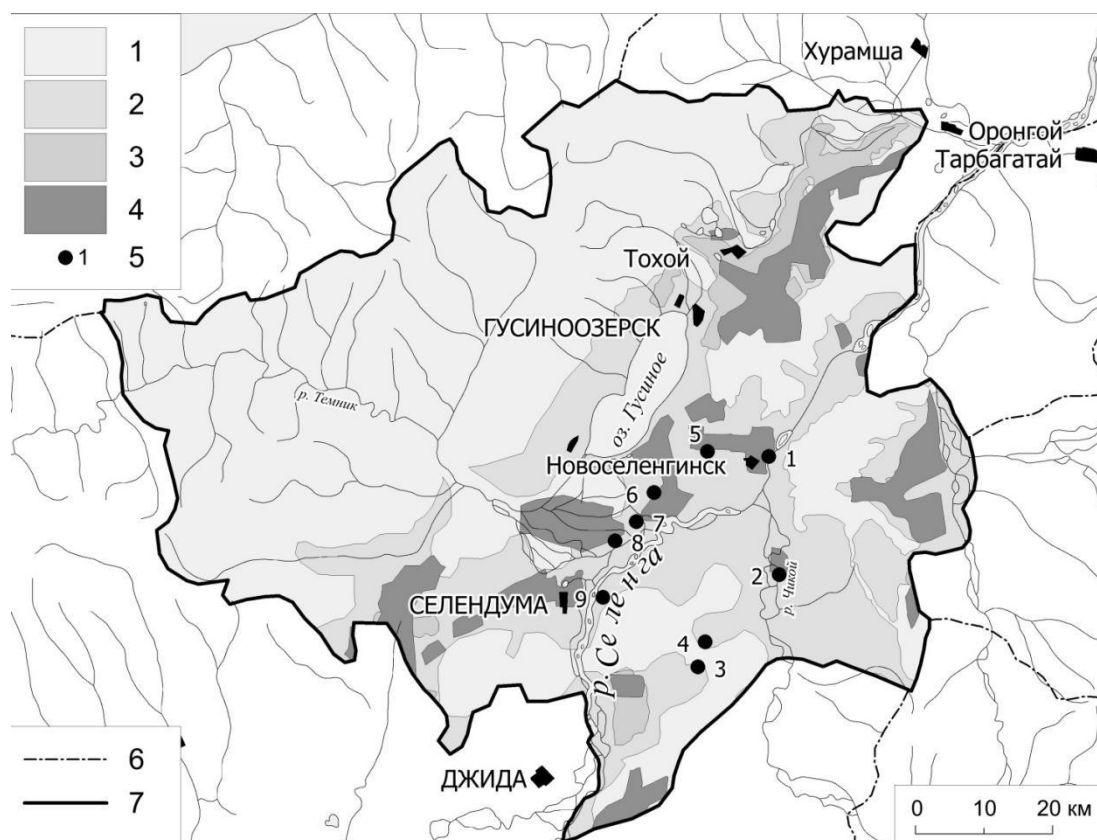 1
2
3
4
1 5
Хурамша
Оронгой
Тарбагатай
Тохой
ГУСИНООЗЕРСК
оз. Гусиное
р. Темник
5
Новоселенгинск
1
6
7
8
2
р. Чикой
СЕЛЕНДУМА
9
р. Селенга
4
3
ДЖИДА
6
7
0 10 20 км